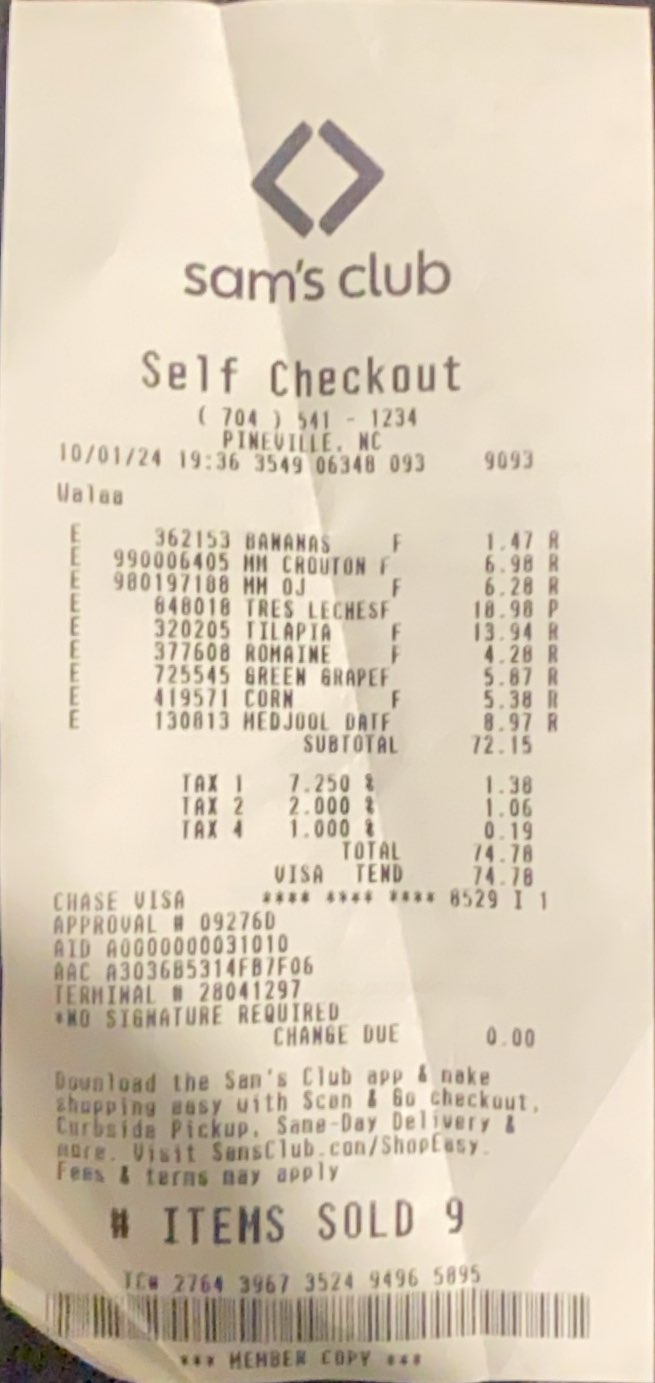 sam's club
Self Checkout
( 704 ) 541 - 1234
PINEVILLE, NC
10/01/24 19:36 3549 06348 093 9093
E 362153 BANANAS F 1.47 R
E 990006405 MM CROUTON F 6.98 R
E 980197188 MM OJ F 6.28 R
E 848018 TRES LECHESF 18.98 P
E 320205 TILAPIA F 13.94 R
E 377608 ROMAINE F 4.28 R
E 725545 GREEN GRAPEF 5.87 R
E 419571 CORN F 5.38 R
E 130813 MEDJOOL DATF 8.97 R
SUBTOTAL 72.15
TAX 1 7.250 % 1.38
TAX 2 2.000 % 1.06
TAX 4 1.000 % 0.19
TOTAL 74.78
VISA TEND 74.78
CHASE VISA **** **** **** 8529 I 1
APPROVAL # 09276D
AID A0000000031010
AAC A3036B5314FB7F06
TERMINAL # 28041297
*NO SIGNATURE REQUIRED
CHANGE DUE 0.00
Download the Sam's Club app & make
shopping easy with Scan & Go checkout,
Curbside Pickup, Same-Day Delivery &
more. Visit SamsClub.com/ShopEasy.
Fees & terms may apply
# ITEMS SOLD 9
TC# 2764 3967 3524 9496 5895
*** MEMBER COPY ***